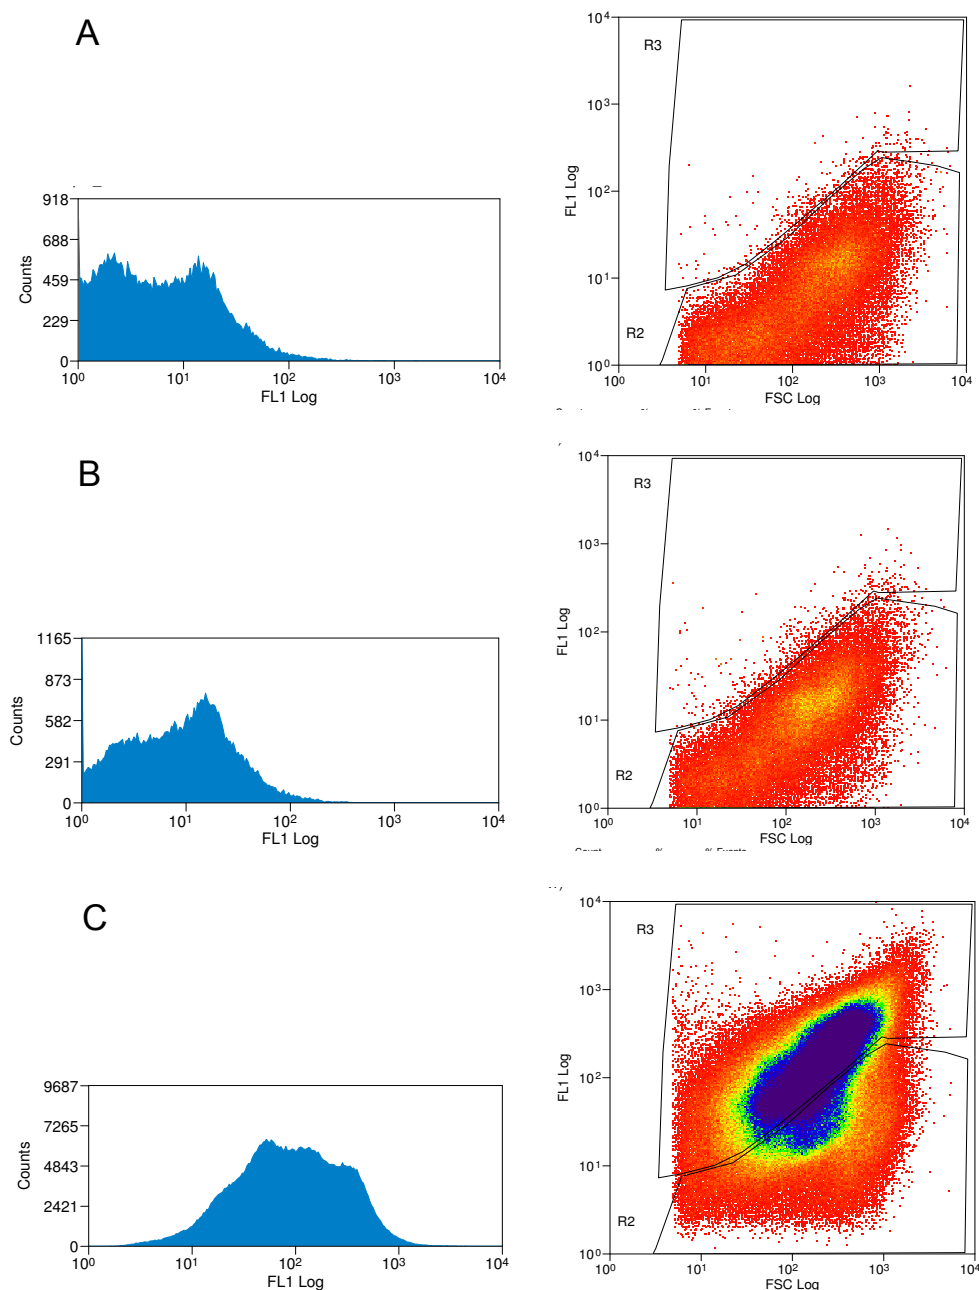 A
918
688
459
229
0
Counts
10⁰ 10¹ 10² 10³ 10⁴
FL1 Log
10⁴
10³
10²
10¹
10⁰
FL1 Log
R3
R2
10⁰ 10¹ 10² 10³ 10⁴
FSC Log
B
1165
873
582
291
0
Counts
10⁰ 10¹ 10² 10³ 10⁴
FL1 Log
10⁴
10³
10²
10¹
10⁰
FL1 Log
R3
R2
10⁰ 10¹ 10² 10³ 10⁴
FSC Log
C
9687
7265
4843
2421
0
Counts
10⁰ 10¹ 10² 10³ 10⁴
FL1 Log
10⁴
10³
10²
10¹
10⁰
FL1 Log
R3
R2
10⁰ 10¹ 10² 10³ 10⁴
FSC Log